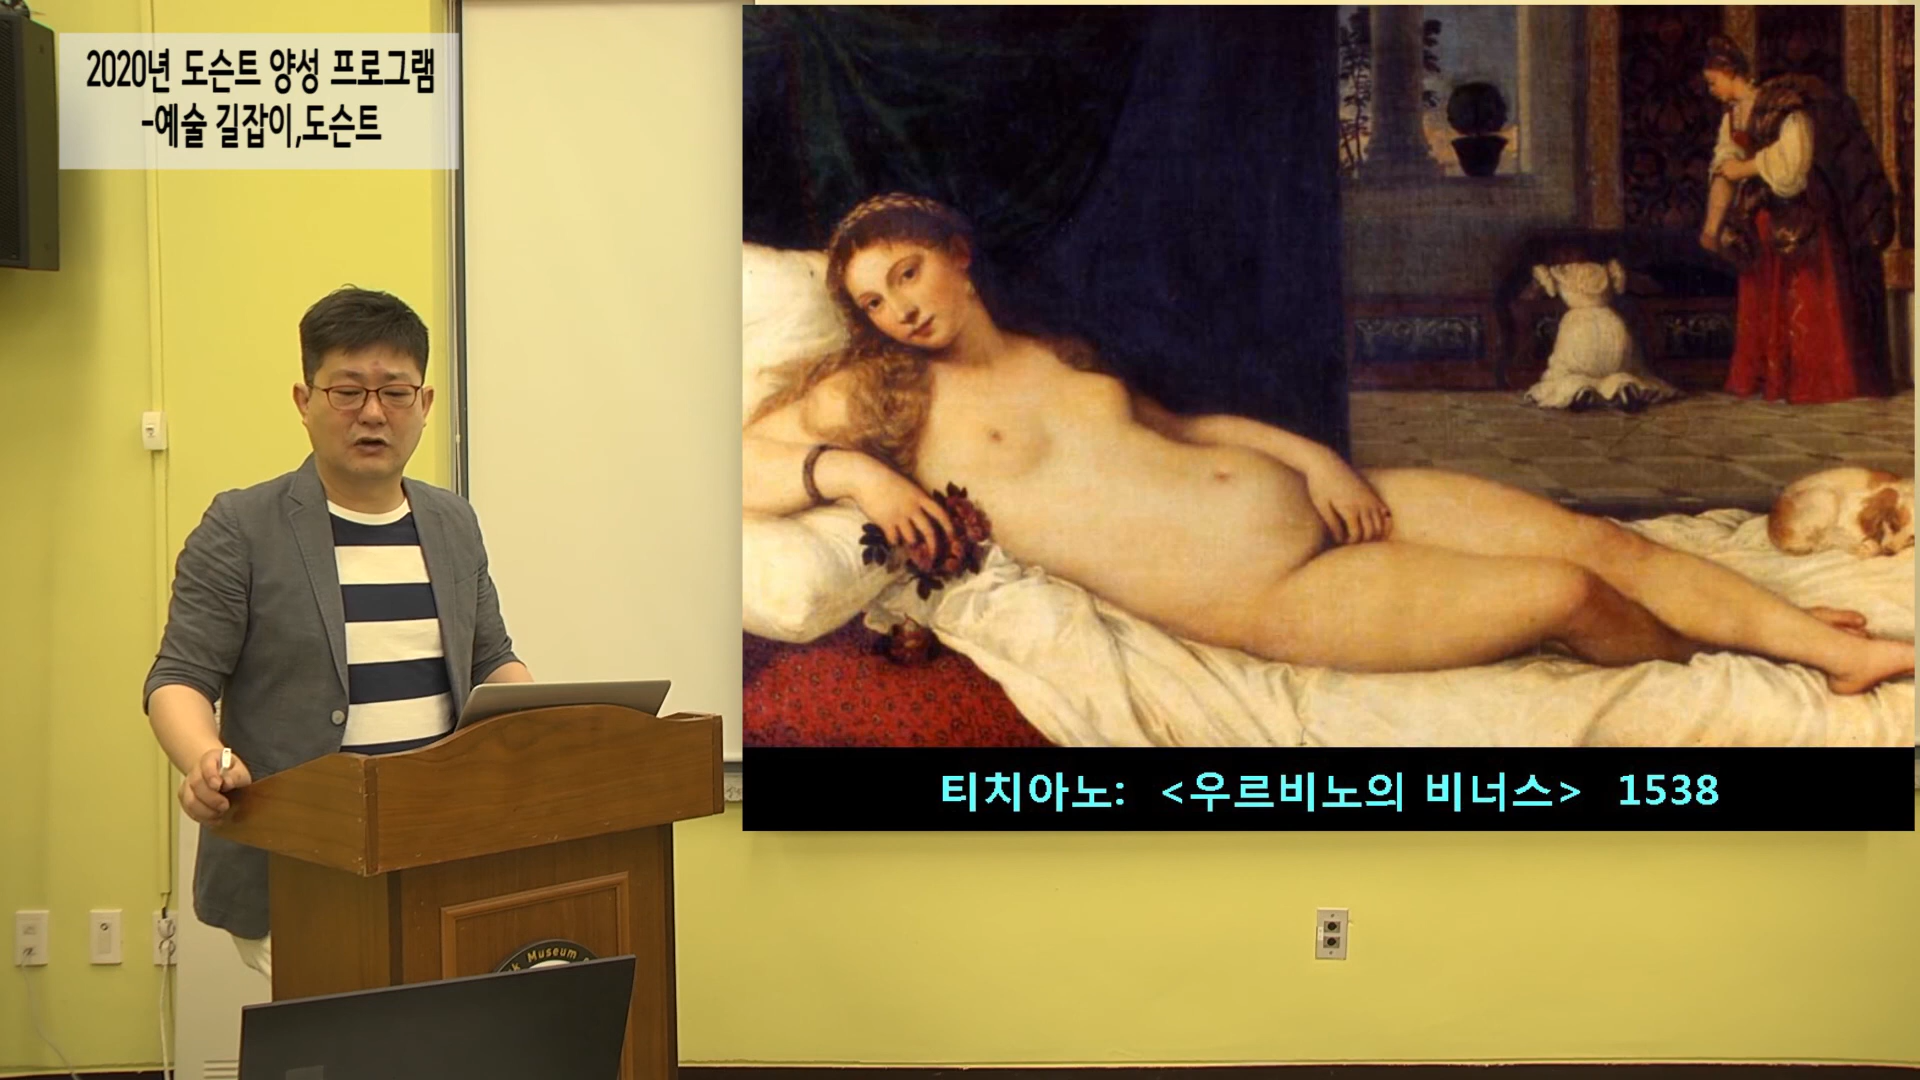 2020년 도슨트 양성 프로그램
-예술 길잡이,도슨트
티치아노: <우르비노의 비너스> 1538
Museum